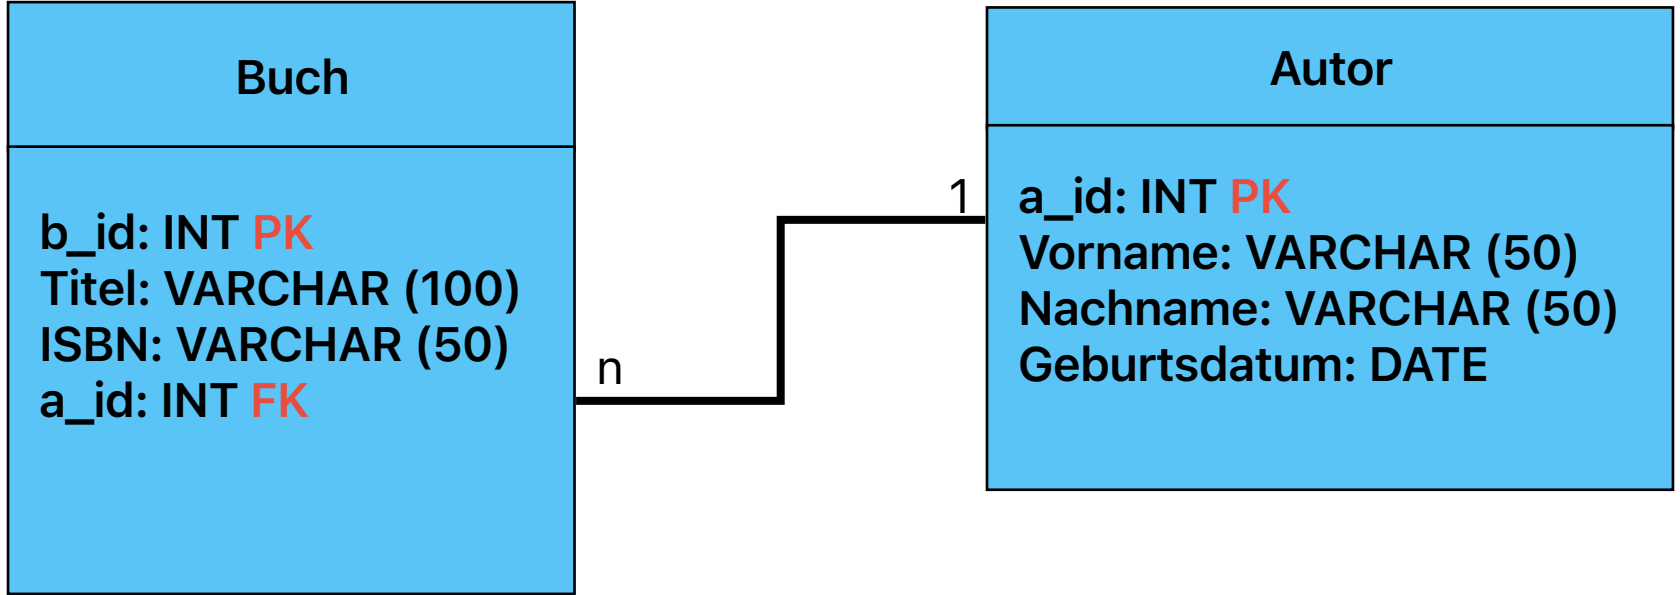 Buch
b_id: INT PK
Titel: VARCHAR (100)
ISBN: VARCHAR (50)
a_id: INT FK
n
1
Autor
a_id: INT PK
Vorname: VARCHAR (50)
Nachname: VARCHAR (50)
Geburtsdatum: DATE